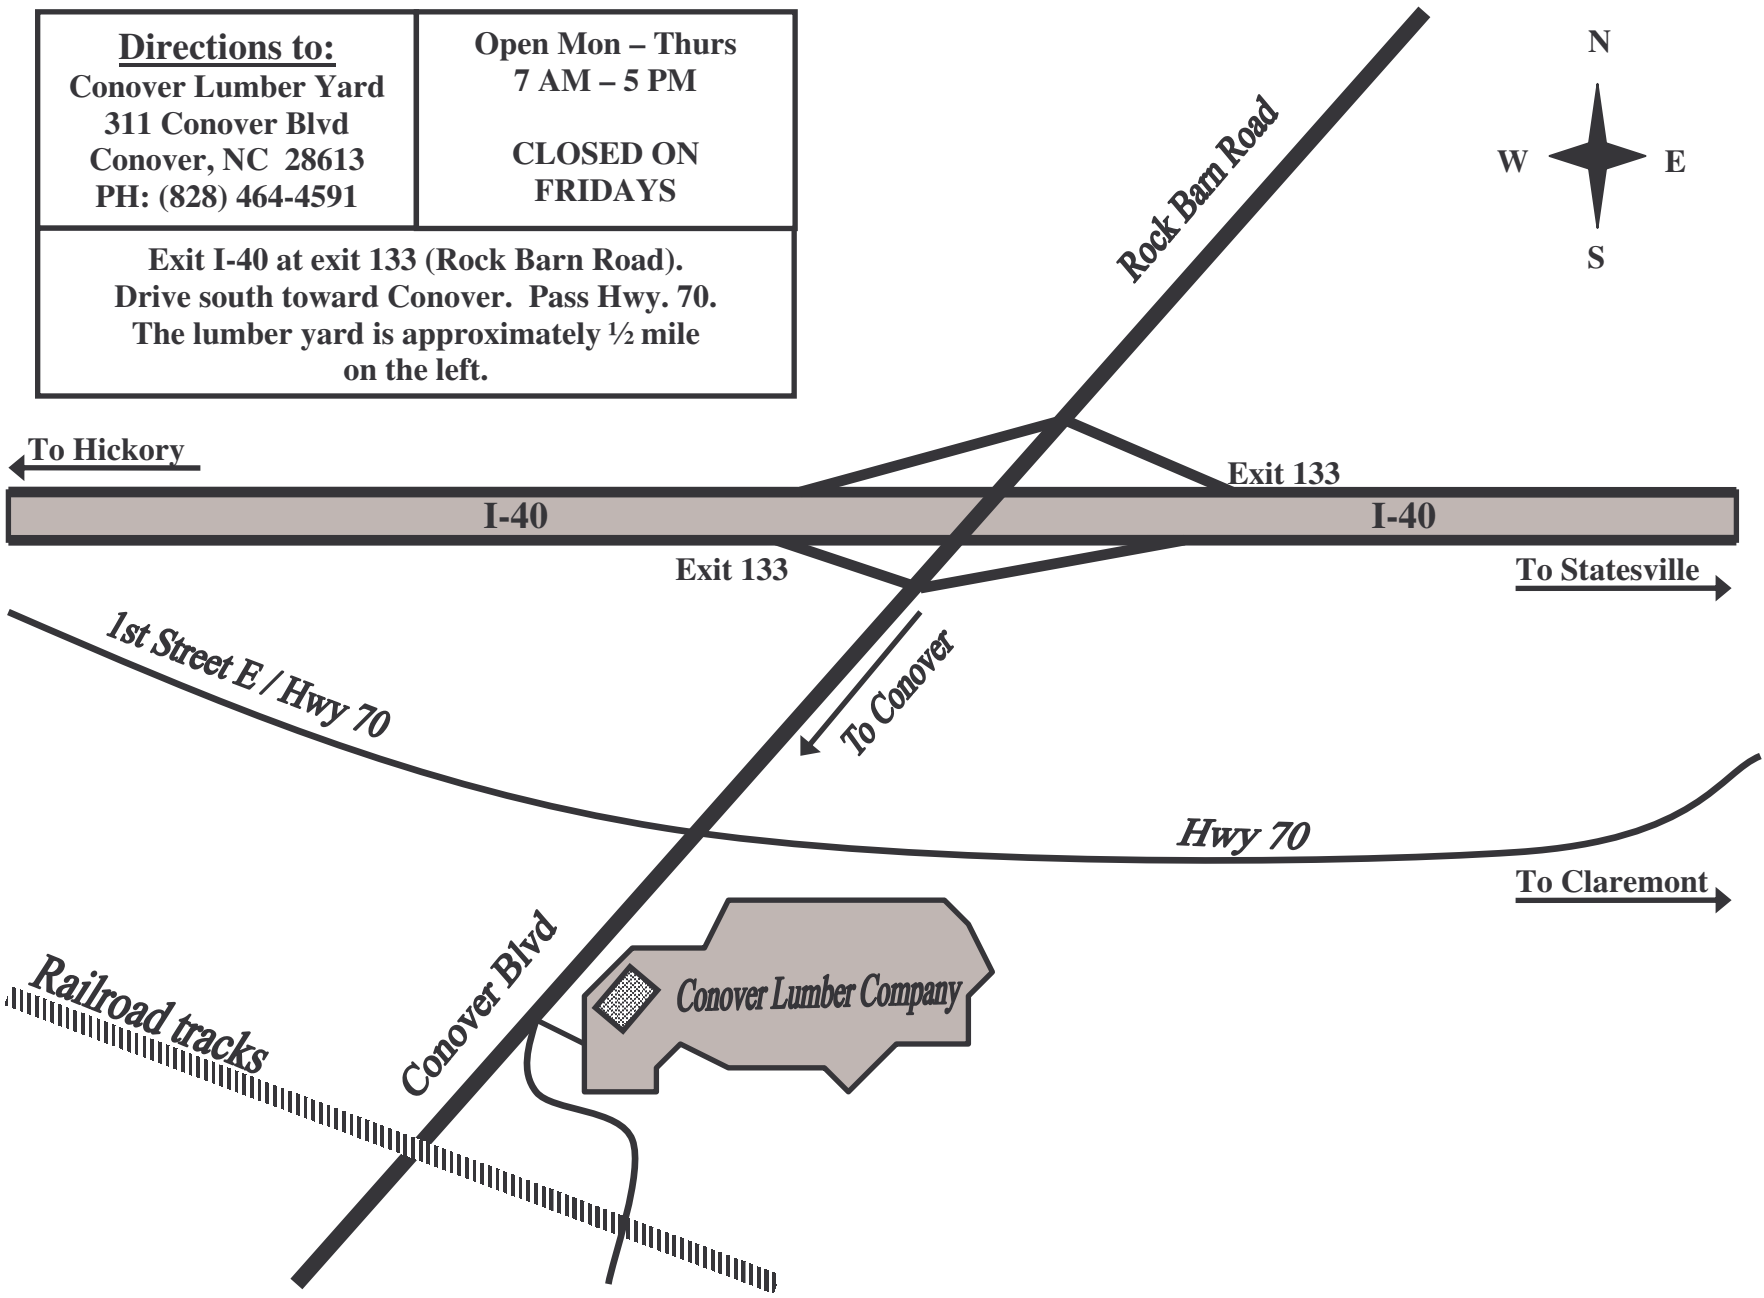 Directions to:
Conover Lumber Yard
311 Conover Blvd
Conover, NC  28613
PH: (828) 464-4591
Open Mon – Thurs
7 AM – 5 PM
CLOSED ON
FRIDAYS
Exit I-40 at exit 133 (Rock Barn Road).
Drive south toward Conover.  Pass Hwy. 70.
The lumber yard is approximately ½ mile
on the left.
N
W
E
S
Rock Barn Road
To Hickory
Exit 133
I-40
I-40
Exit 133
To Statesville
1st Street E / Hwy 70
To Conover
Hwy 70
To Claremont
Conover Blvd
Railroad tracks
Conover Lumber Company